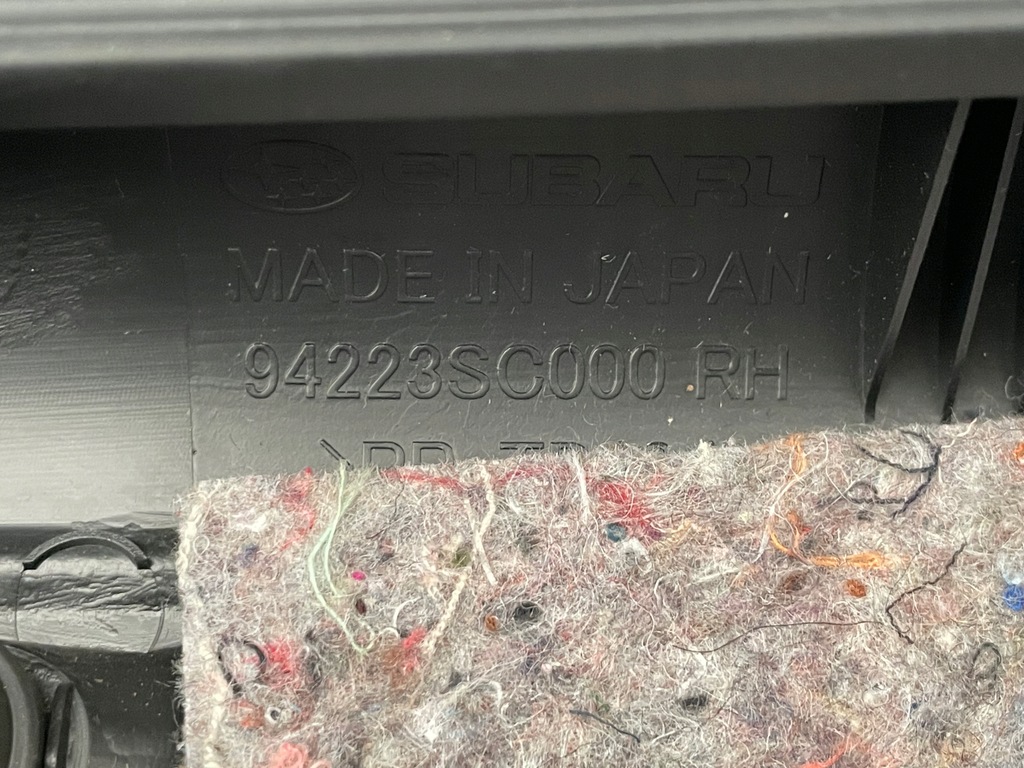 SUBARU
MADE IN JAPAN
94223SC000 RH